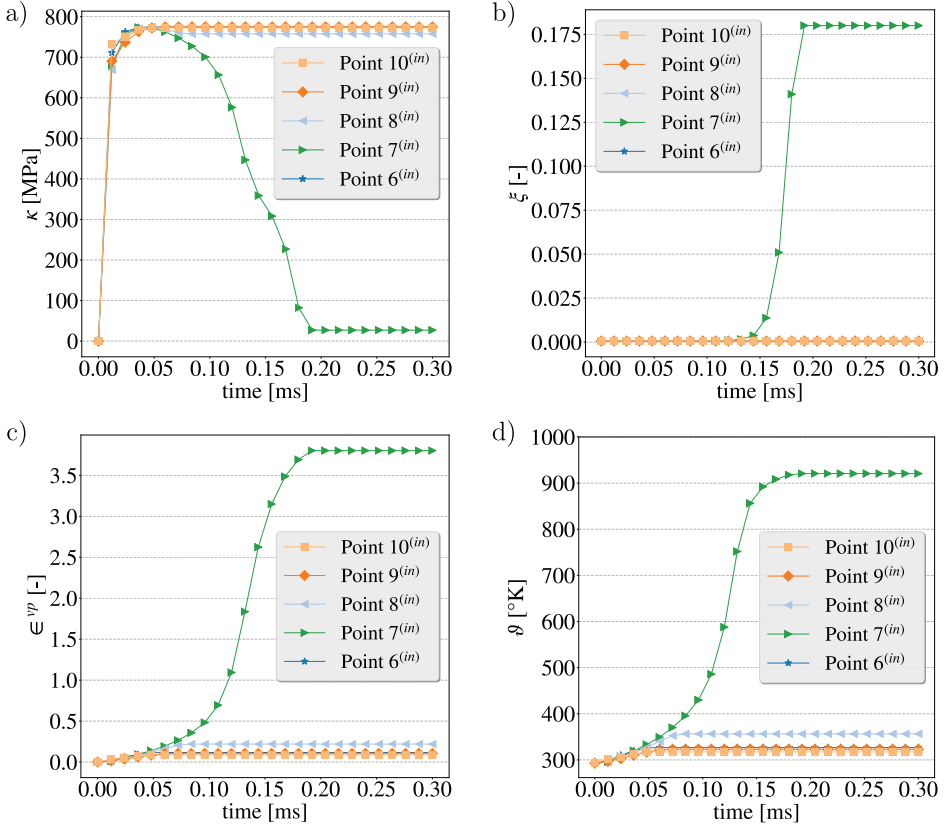 a)
κ [MPa]
800
700
600
500
400
300
200
100
0
Point 10(in)
Point 9(in)
Point 8(in)
Point 7(in)
Point 6(in)
0.00 0.05 0.10 0.15 0.20 0.25 0.30
time [ms]
b)
ξ [-]
0.175
0.150
0.125
0.100
0.075
0.050
0.025
0.000
Point 10(in)
Point 9(in)
Point 8(in)
Point 7(in)
Point 6(in)
0.00 0.05 0.10 0.15 0.20 0.25 0.30
time [ms]
c)
∈vp [-]
3.5
3.0
2.5
2.0
1.5
1.0
0.5
0.0
Point 10(in)
Point 9(in)
Point 8(in)
Point 7(in)
Point 6(in)
0.00 0.05 0.10 0.15 0.20 0.25 0.30
time [ms]
d)
ϑ [°K]
1000
900
800
700
600
500
400
300
Point 10(in)
Point 9(in)
Point 8(in)
Point 7(in)
Point 6(in)
0.00 0.05 0.10 0.15 0.20 0.25 0.30
time [ms]